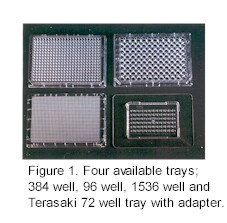 Figure 1. Four available trays;
384 well, 96 well, 1536 well and
Terasaki 72 well tray with adapter.